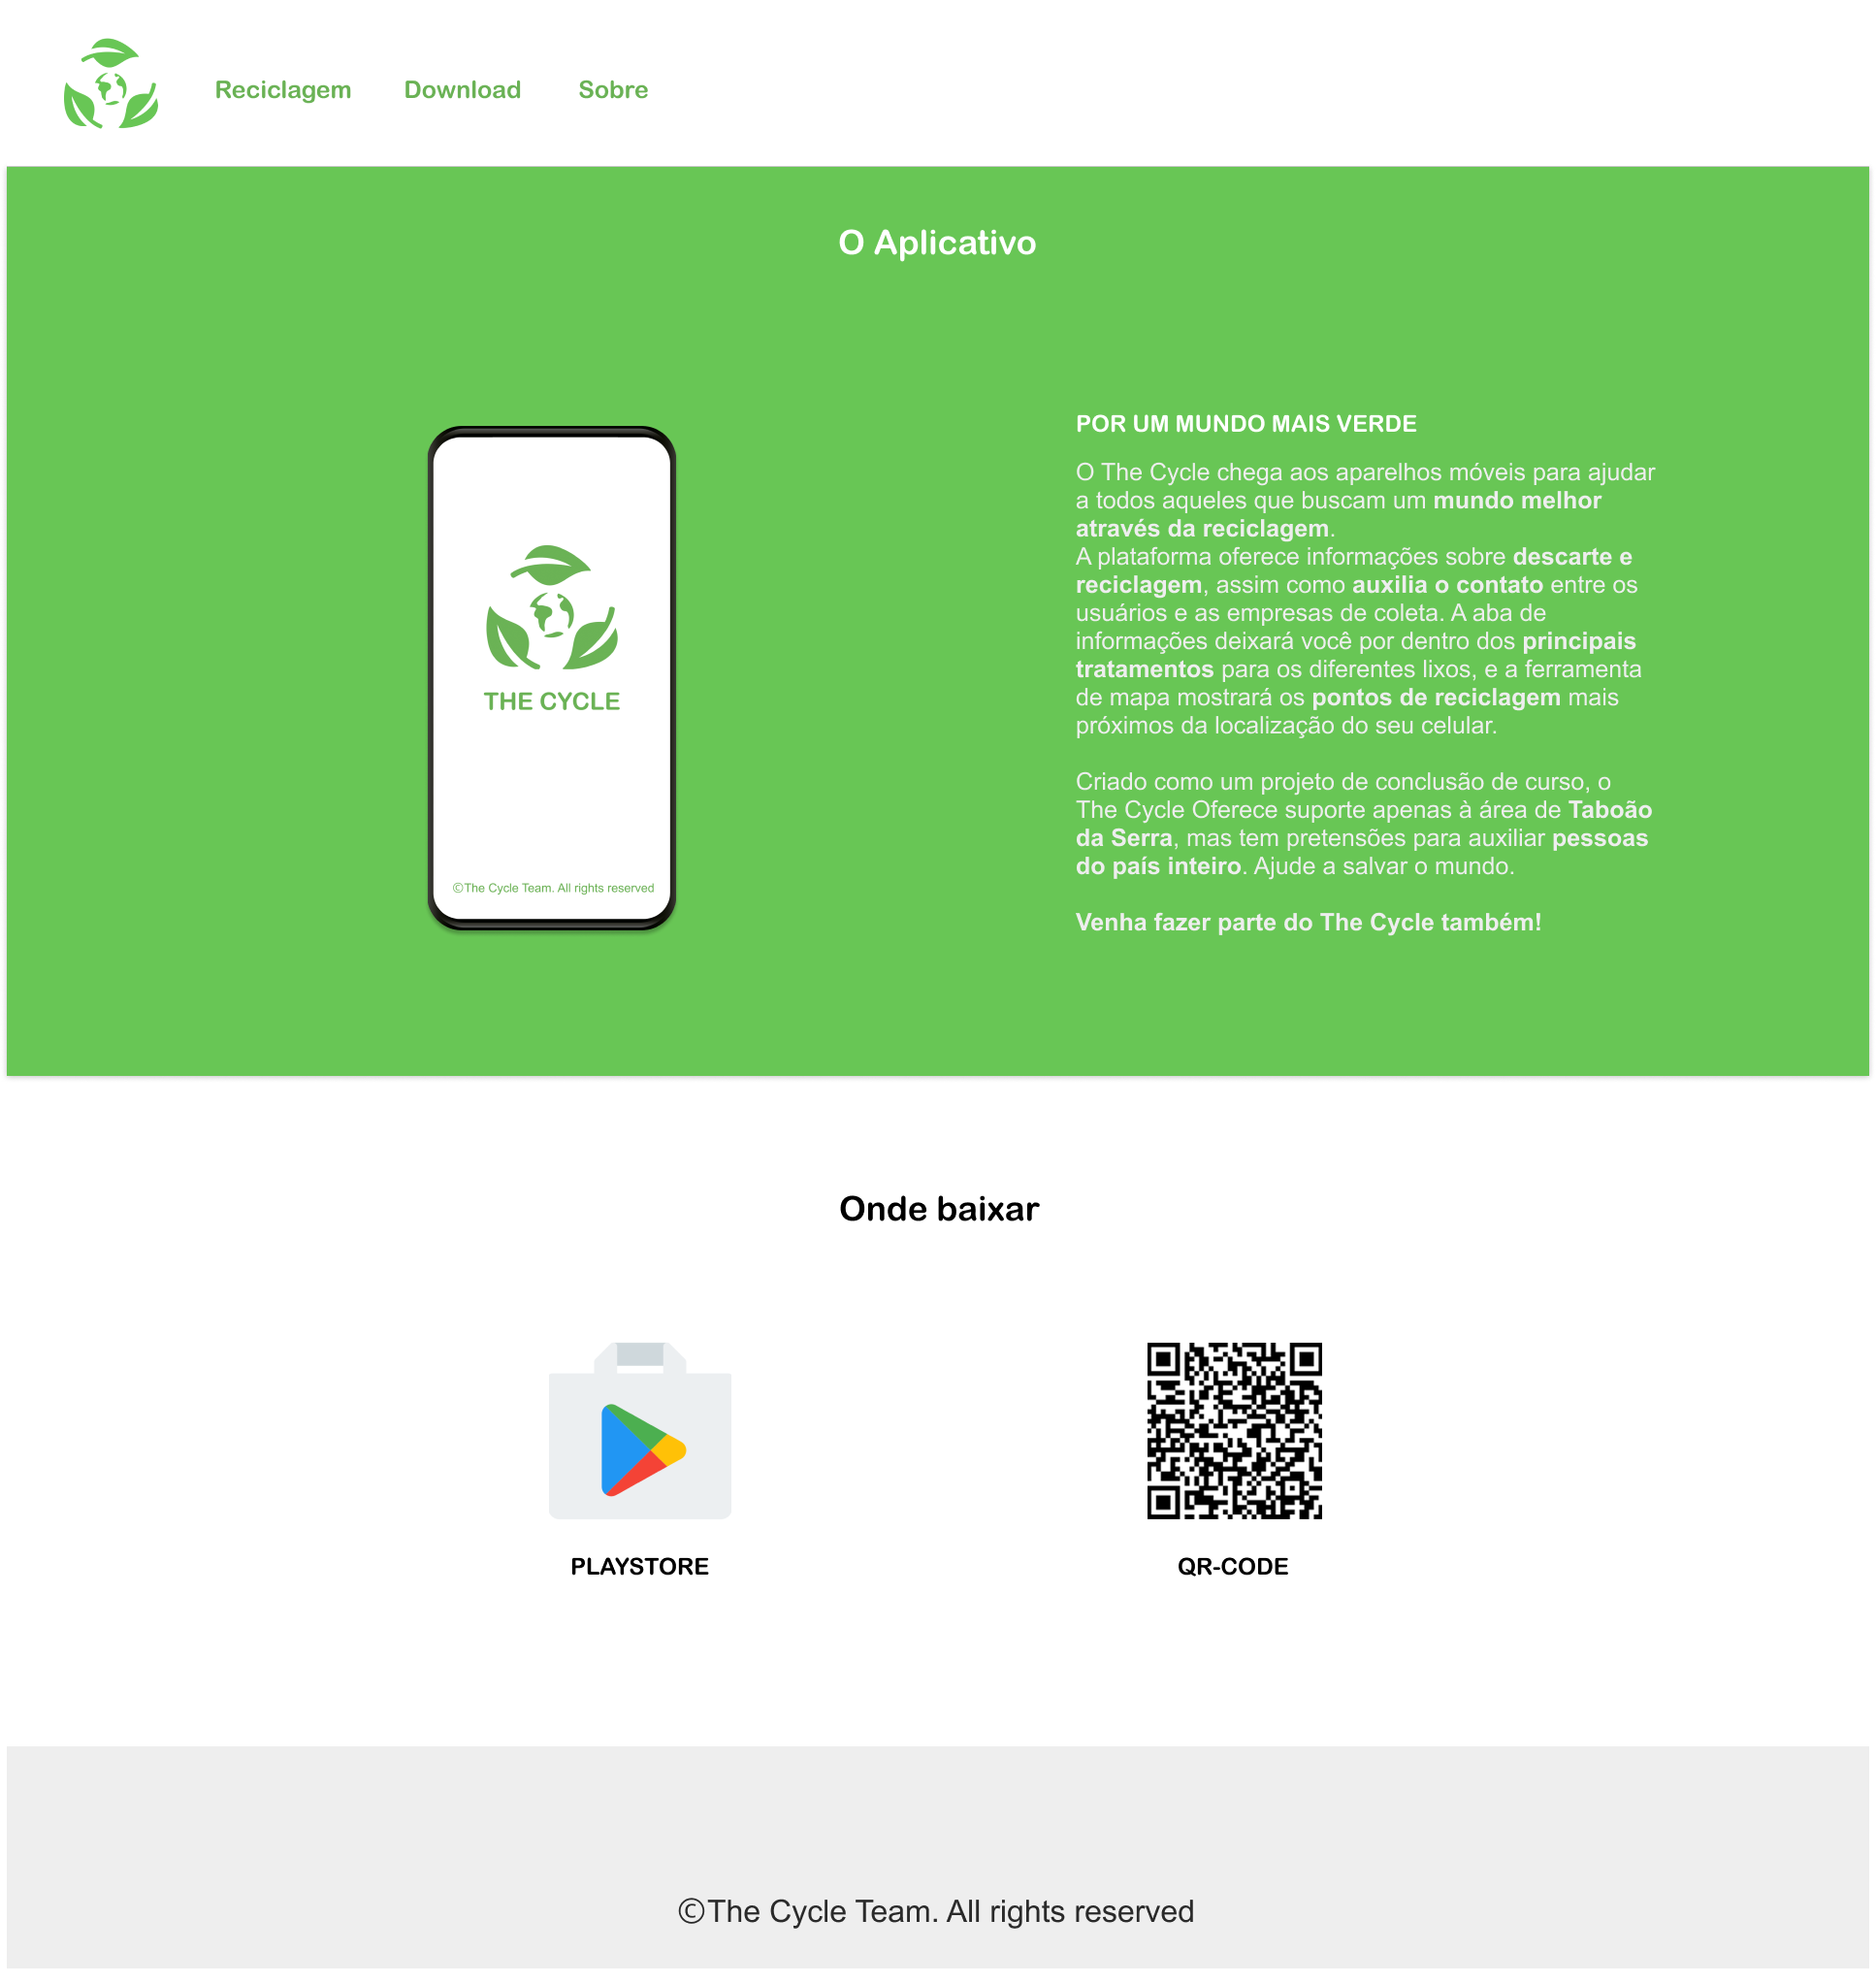 Reciclagem Download Sobre
O Aplicativo
THE CYCLE
©The Cycle Team. All rights reserved
POR UM MUNDO MAIS VERDE
O The Cycle chega aos aparelhos móveis para ajudar
a todos aqueles que buscam um mundo melhor
através da reciclagem.
A plataforma oferece informações sobre descarte e
reciclagem, assim como auxilia o contato entre os
usuários e as empresas de coleta. A aba de
informações deixará você por dentro dos principais
tratamentos para os diferentes lixos, e a ferramenta
de mapa mostrará os pontos de reciclagem mais
próximos da localização do seu celular.
Criado como um projeto de conclusão de curso, o
The Cycle Oferece suporte apenas à área de Taboão
da Serra, mas tem pretensões para auxiliar pessoas
do país inteiro. Ajude a salvar o mundo.
Venha fazer parte do The Cycle também!
Onde baixar
PLAYSTORE
QR-CODE
©The Cycle Team. All rights reserved